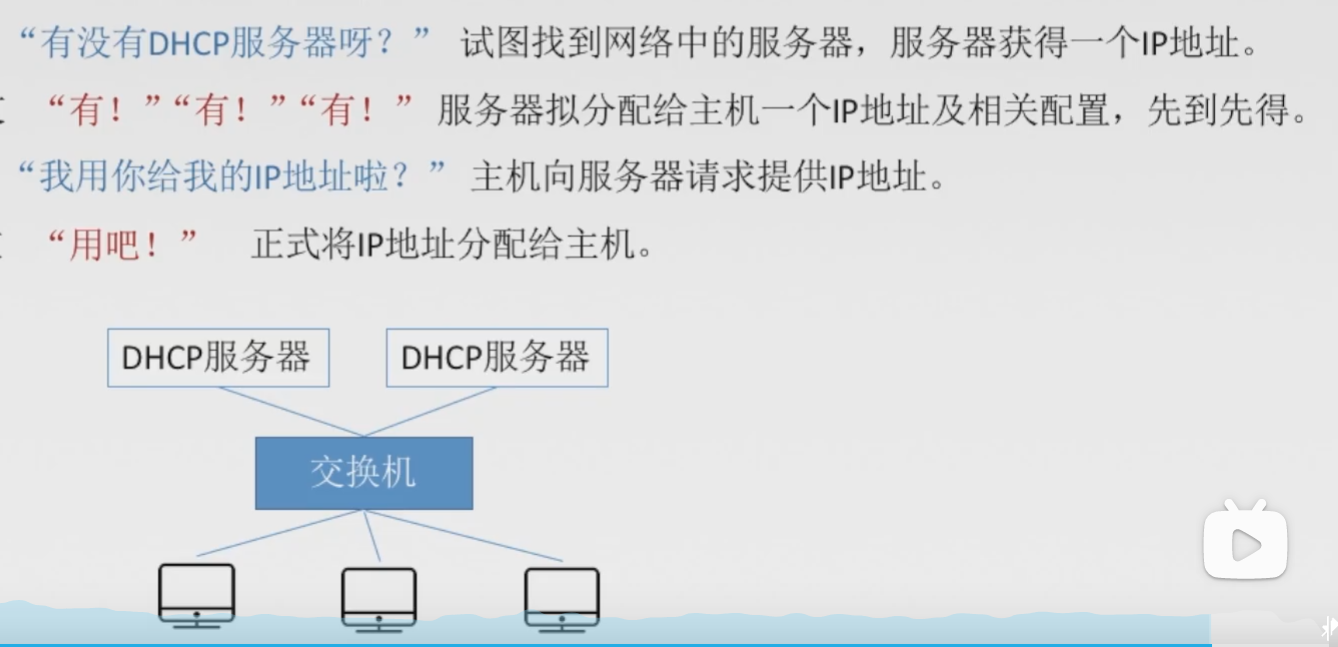 “有没有DHCP服务器呀？” 试图找到网络中的服务器，服务器获得一个IP地址。
“有！”“有！”“有！” 服务器拟分配给主机一个IP地址及相关配置，先到先得。
“我用你给我的IP地址啦？” 主机向服务器请求提供IP地址。
“用吧！” 正式将IP地址分配给主机。
DHCP服务器 DHCP服务器
交换机